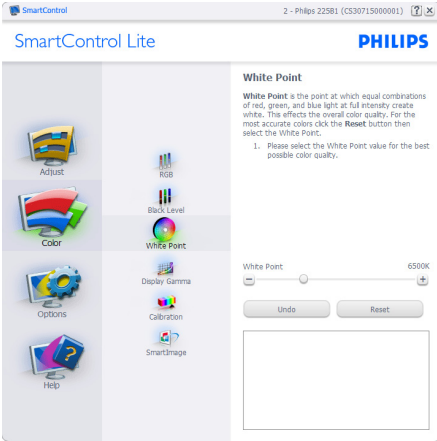 SmartControl
2 - Philips 225B1 (CS30715000001)
SmartControl Lite
PHILIPS
Adjust
Color
Options
Help
RGB
Black Level
White Point
Display Gamma
Calibration
SmartImage
White Point
White Point is the point at which equal combinations
of red, green, and blue light at full intensity create
white. This effects the overall color quality. For the
most accurate colors click the Reset button then
select the White Point.
1. Please select the White Point value for the best
possible color quality.
White Point 6500K
Undo
Reset